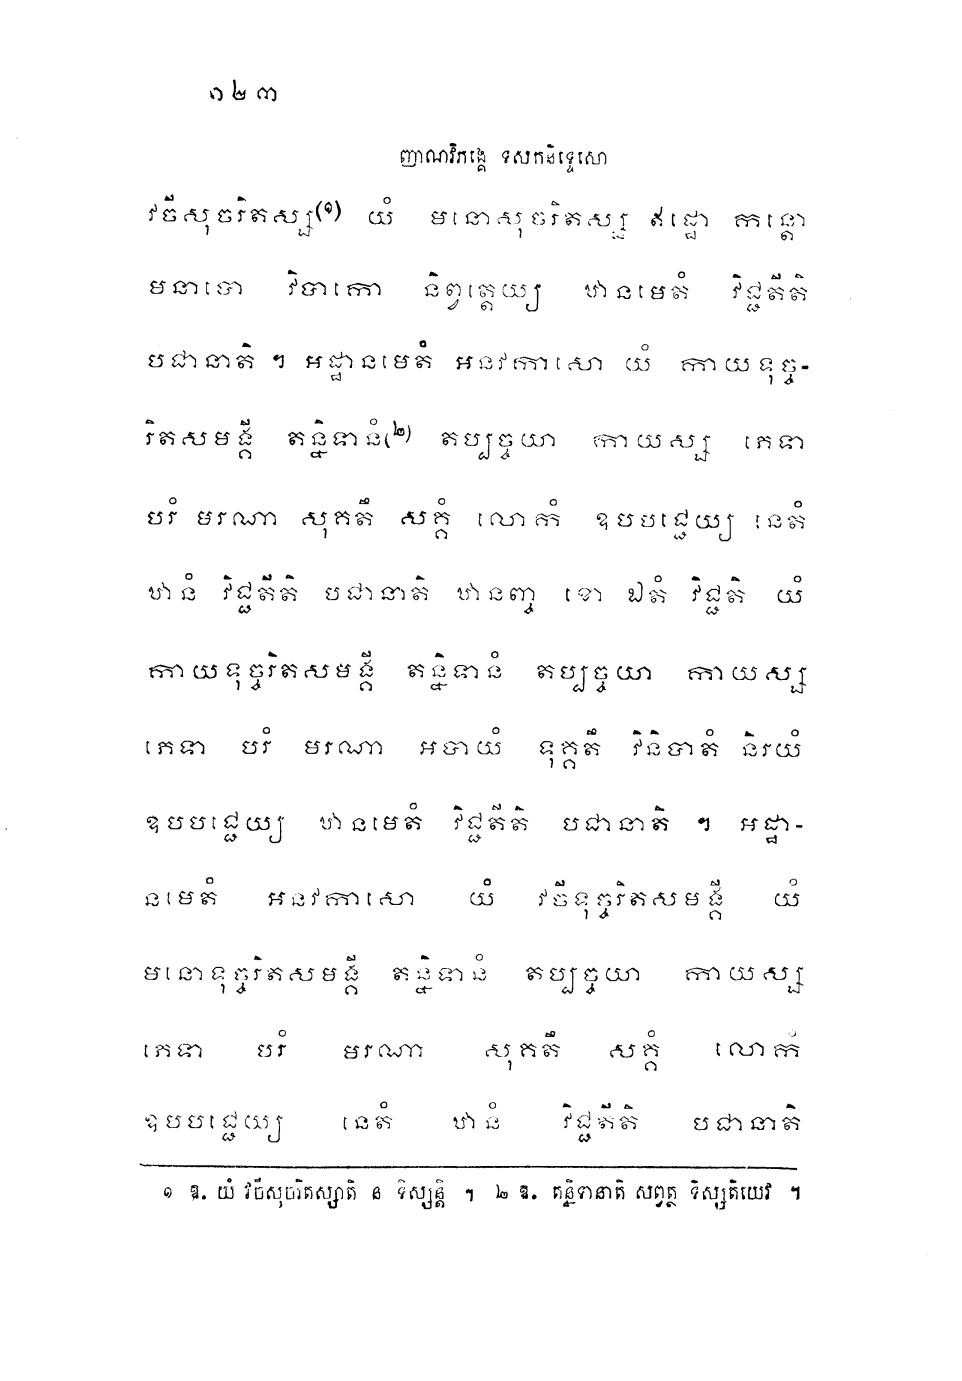 ១២៣
ញាណវិភង្គេ ទសកនិទ្ទេសោ
វចីសុចរិតស្ស(១) យំ មនោសុចរិតស្ស ឥដ្ឋោ កន្តោ
មនាបោ វិបាកោ និព្វត្តេយ្យ ឋានមេតំ វិជ្ជតីតិ
បជានាតិ ។ អដ្ឋានមេតំ អនវកាសោ យំ កាយទុច្ច-
រិតសមង្គី តន្និទានំ(២) តប្បច្ចយា កាយស្ស ភេទា
បរំ មរណា សុគតឹ សគ្គំ លោកំ ឧបបជ្ជេយ្យ នេតំ
ឋានំ វិជ្ជតីតិ បជានាតិ ឋានញ្ច ខោ ឯតំ វិជ្ជតិ យំ
កាយទុច្ចរិតសមង្គី តន្និទានំ តប្បច្ចយា កាយស្ស
ភេទា បរំ មរណា អបាយំ ទុគ្គតឹ វិនិបាតំ និរយំ
ឧបបជ្ជេយ្យ ឋានមេតំ វិជ្ជតីតិ បជានាតិ ។ អដ្ឋា-
នមេតំ អនវកាសោ យំ វចីទុច្ចរិតសមង្គី យំ
មនោទុច្ចរិតសមង្គី តន្និទានំ តប្បច្ចយា កាយស្ស
ភេទា បរំ មរណា សុគតឹ សគ្គំ លោកំ
ឧបបជ្ជេយ្យ នេតំ ឋានំ វិជ្ជតីតិ បជានាតិ
១ ឱ. យំ វចីសុចរិតស្សាតិ ន ទិស្សន្តិ ។ ២ ឱ. តន្និទានាតិ សព្វត្ថ ទិស្សតិយេវ ។